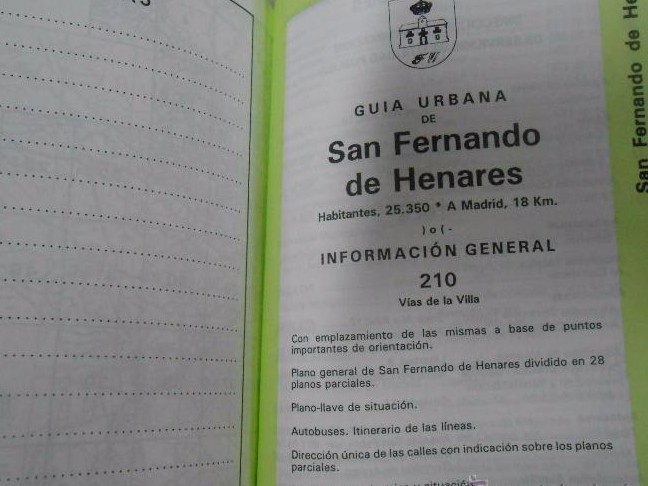 GUIA URBANA
DE
San Fernando
de Henares
Habitantes, 25.350 * A Madrid, 18 Km.
) o ( -
INFORMACIÓN GENERAL
210
Vías de la Villa
Con emplazamiento de las mismas a base de puntos
importantes de orientación.
Plano general de San Fernando de Henares dividido en 28
planos parciales.
Plano-llave de situación.
Autobuses. Itinerario de las líneas.
Dirección única de las calles con indicación sobre los planos
parciales.
y situación
San Fernando de He